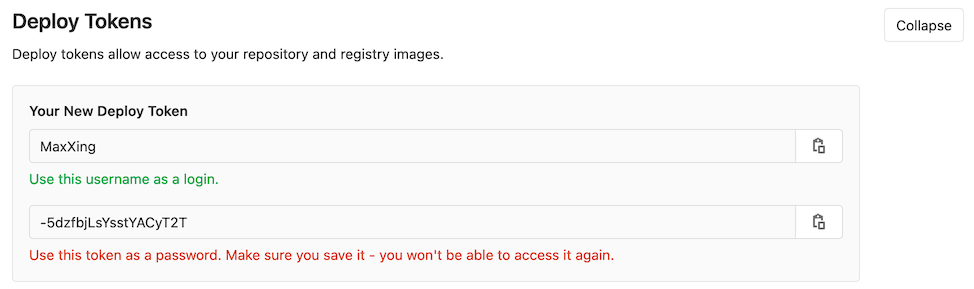 Deploy Tokens
Collapse
Deploy tokens allow access to your repository and registry images.
Your New Deploy Token
MaxXing
Use this username as a login.
-5dzfbjLsYsstYACyT2T
Use this token as a password. Make sure you save it - you won't be able to access it again.